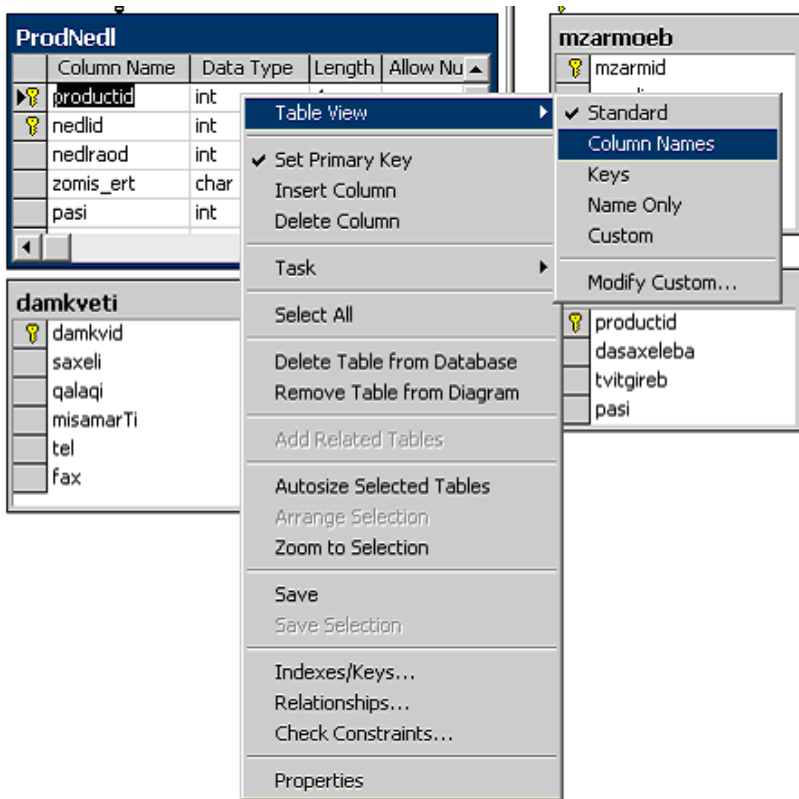 ProdNedl
Column Name Data Type Length Allow Nu
productid int
nedlid int
nedlraod int
zomis_ert char
pasi int
damkveti
damkvid
saxeli
qalaqi
misamarTi
tel
fax
Table View
Set Primary Key
Insert Column
Delete Column
Task
Select All
Delete Table from Database
Remove Table from Diagram
Add Related Tables
Autosize Selected Tables
Arrange Selection
Zoom to Selection
Save
Save Selection
Indexes/Keys...
Relationships...
Check Constraints...
Properties
mzarmoeb
mzarmid
Standard
Column Names
Keys
Name Only
Custom
Modify Custom...
productid
dasaxeleba
tvitgireb
pasi